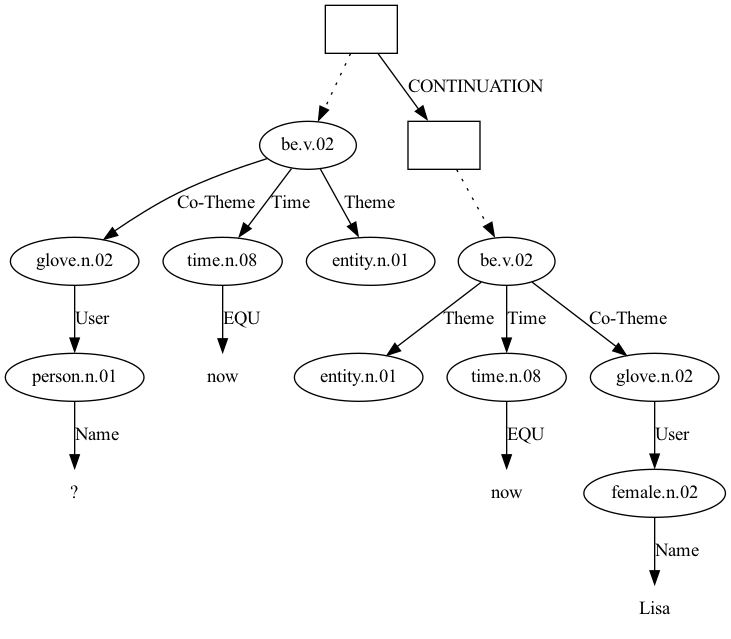 CONTINUATION
be.v.02
Co-Theme
Time
Theme
glove.n.02
time.n.08
entity.n.01
be.v.02
User
EQU
Theme
Time
Co-Theme
person.n.01
now
entity.n.01
time.n.08
glove.n.02
Name
EQU
User
?
now
female.n.02
Name
Lisa